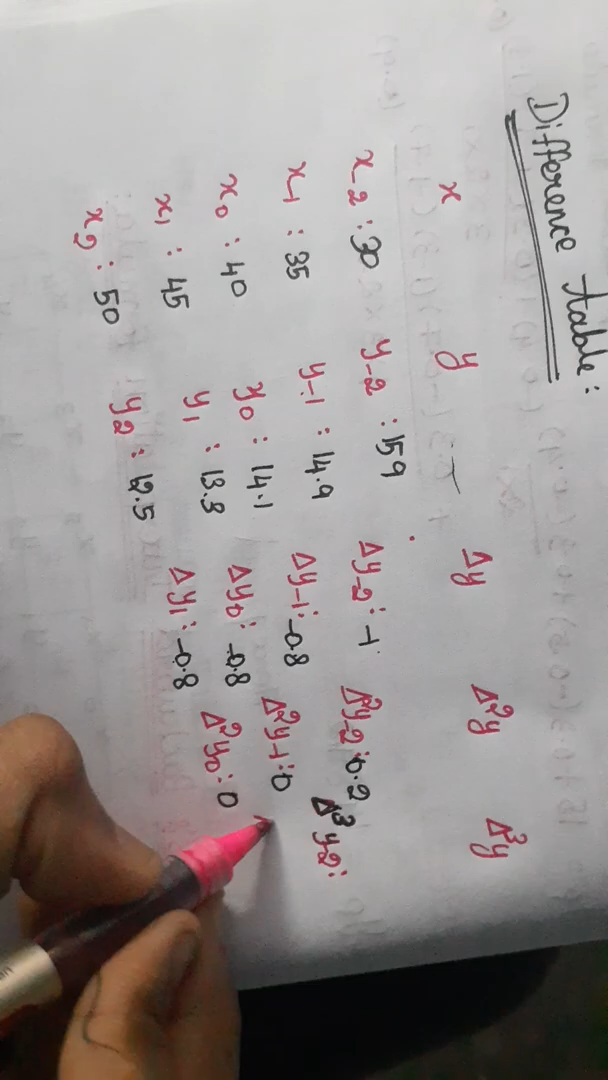 Difference table:
x y Δy Δ²y Δ³y
x-2 : 30 y-2 : 15.9 Δy-2 : -1 Δ²y-2 : 0.2 Δ³y-2 :
x-1 : 35 y-1 : 14.9 Δy-1 : -0.8 Δ²y-1 : 0
x0 : 40 y0 : 14.1 Δy0 : -0.8 Δ²y0 : 0
x1 : 45 y1 : 13.3 Δy1 : -0.8
x2 : 50 y2 : 12.5